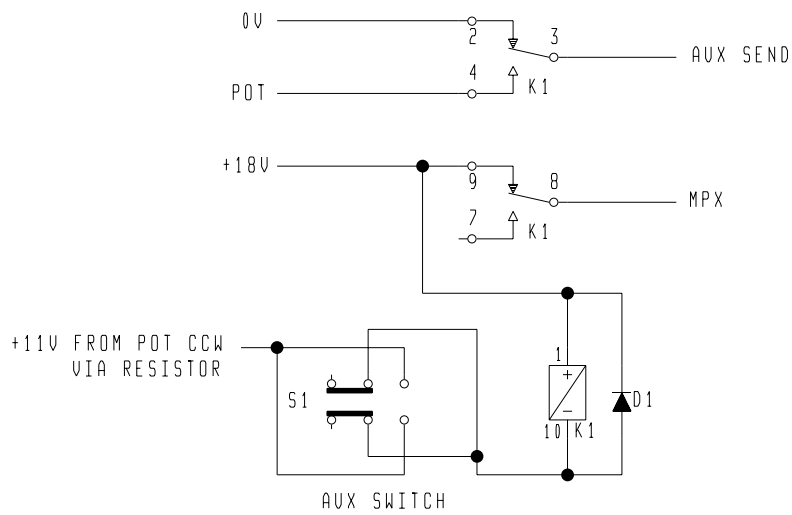 0V
2
3
AUX SEND
4
K1
POT
+18V
9
8
MPX
7
K1
+11V FROM POT CCW
VIA RESISTOR
1
+
S1
D1
-
10 K1
AUX SWITCH